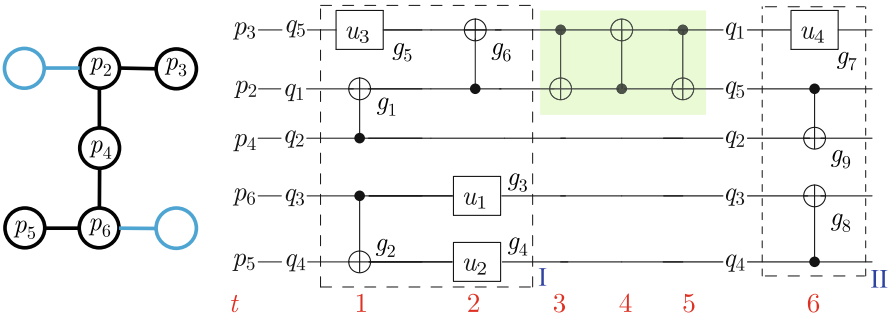 p₂ p₃
p₄
p₅ p₆
p₃ q₅ u₃ g₅ g₆ q₁ u₄ g₇
p₂ q₁ g₁ q₅
p₄ q₂ q₂ g₉
p₆ q₃ u₁ g₃ q₃ g₈
p₅ q₄ g₂ u₂ g₄ q₄
I II
t 1 2 3 4 5 6